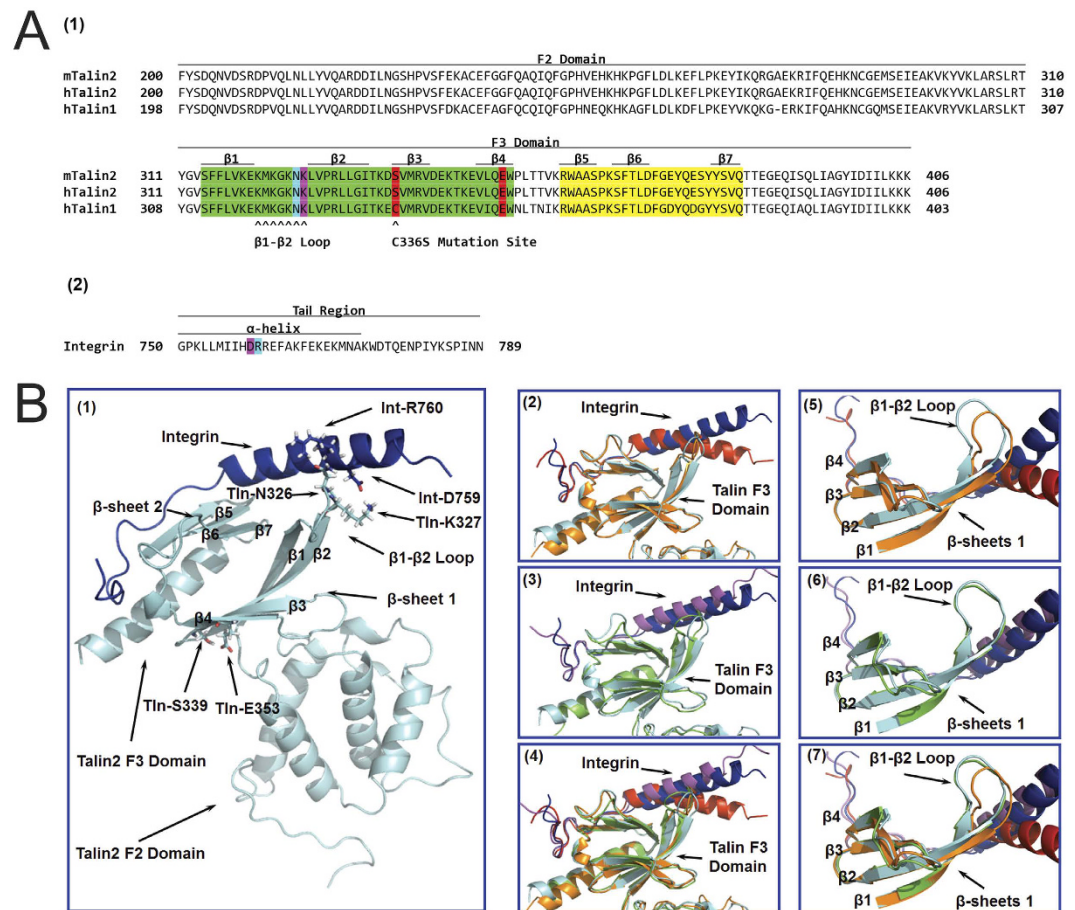 A (1)
F2 Domain
mTalin2 200 FYSDQNVDSRDPVQLNLLYVQARDDILNGSHPVSFEKACEFGGFQAQIQFGPHVEHKHKPGFLDLKEFLPKEYIKQRGAEKRIFQEHKNCGEMSEIEAKVKYVKLARSLRT 310
hTalin2 200 FYSDQNVDSRDPVQLNLLYVQARDDILNGSHPVSFEKACEFGGFQAQIQFGPHVEHKHKPGFLDLKEFLPKEYIKQRGAEKRIFQEHKNCGEMSEIEAKVKYVKLARSLRT 310
hTalin1 198 FYSDQNVDSRDPVQLNLLYVQARDDILNGSHPVSFDKACEFAGFQCQIQFGPHNEQKHKAGFLDLKDFLPKEYVKQKG-ERKIFQAHKNCGQMSEIEAKVRYVKLARSLKT 307
F3 Domain
β1 β2 β3 β4 β5 β6 β7
mTalin2 311 YGVSFFLVKEKMKGKNKLVPRLLGITKDSVMRVDEKTKEVLQEWPLTTVKRWAASPKSFTLDFGEYQESYYSVQTTEGEQISQLIAGYIDIILKKK 406
hTalin2 311 YGVSFFLVKEKMKGKNKLVPRLLGITKDSVMRVDEKTKEVLQEWPLTTVKRWAASPKSFTLDFGEYQESYYSVQTTEGEQISQLIAGYIDIILKKK 406
hTalin1 308 YGVSFFLVKEKMKGKNKLVPRLLGITKECVMRVDEKTKEVIQEWNLTNIKRWAASPKSFTLDFGDYQDGYYSVQTTEGEQIAQLIAGYIDIILKKK 403
^^^^^^^ ^
β1-β2 Loop C336S Mutation Site
(2)
Tail Region
α-helix
Integrin 750 GPKLLMIIHDRREFAKFEKEKMNAKWDTQENPIYKSPINN 789
B (1)
Int-R760
Integrin
Tln-N326
Int-D759
β-sheet 2
β5
Tln-K327
β6
β7
β1
β2
β1-β2 Loop
β-sheet 1
β3
β4
Tln-S339
Tln-E353
Talin2 F3 Domain
Talin2 F2 Domain
(2)
Integrin
Talin F3
Domain
(3)
Integrin
Talin F3
Domain
(4)
Integrin
Talin F3
Domain
(5)
β1-β2 Loop
β4
β3
β2
β1
β-sheets 1
(6)
β1-β2 Loop
β4
β3
β2
β1
β-sheets 1
(7)
β1-β2 Loop
β4
β3
β2
β1
β-sheets 1